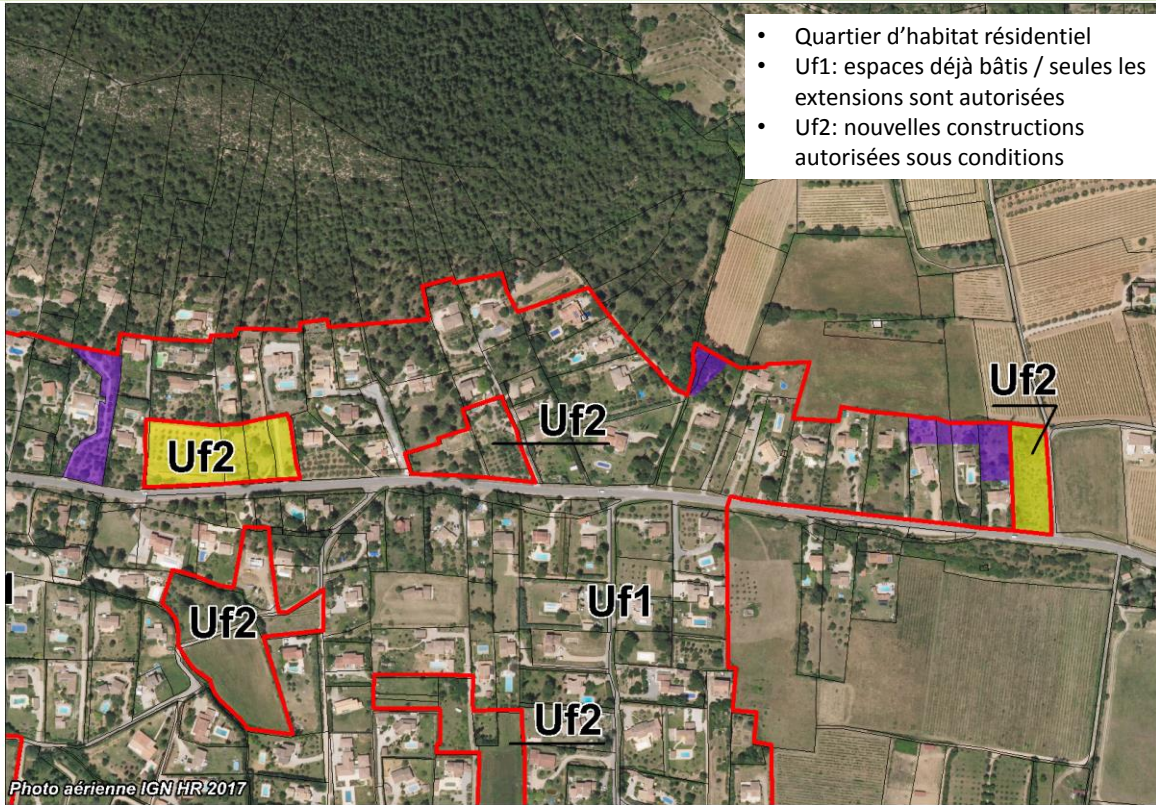 • Quartier d’habitat résidentiel
• Uf1: espaces déjà bâtis / seules les
extensions sont autorisées
• Uf2: nouvelles constructions
autorisées sous conditions
Uf2
Uf2
Uf2
Uf2
Uf1
Uf2
Photo aérienne IGN HR 2017